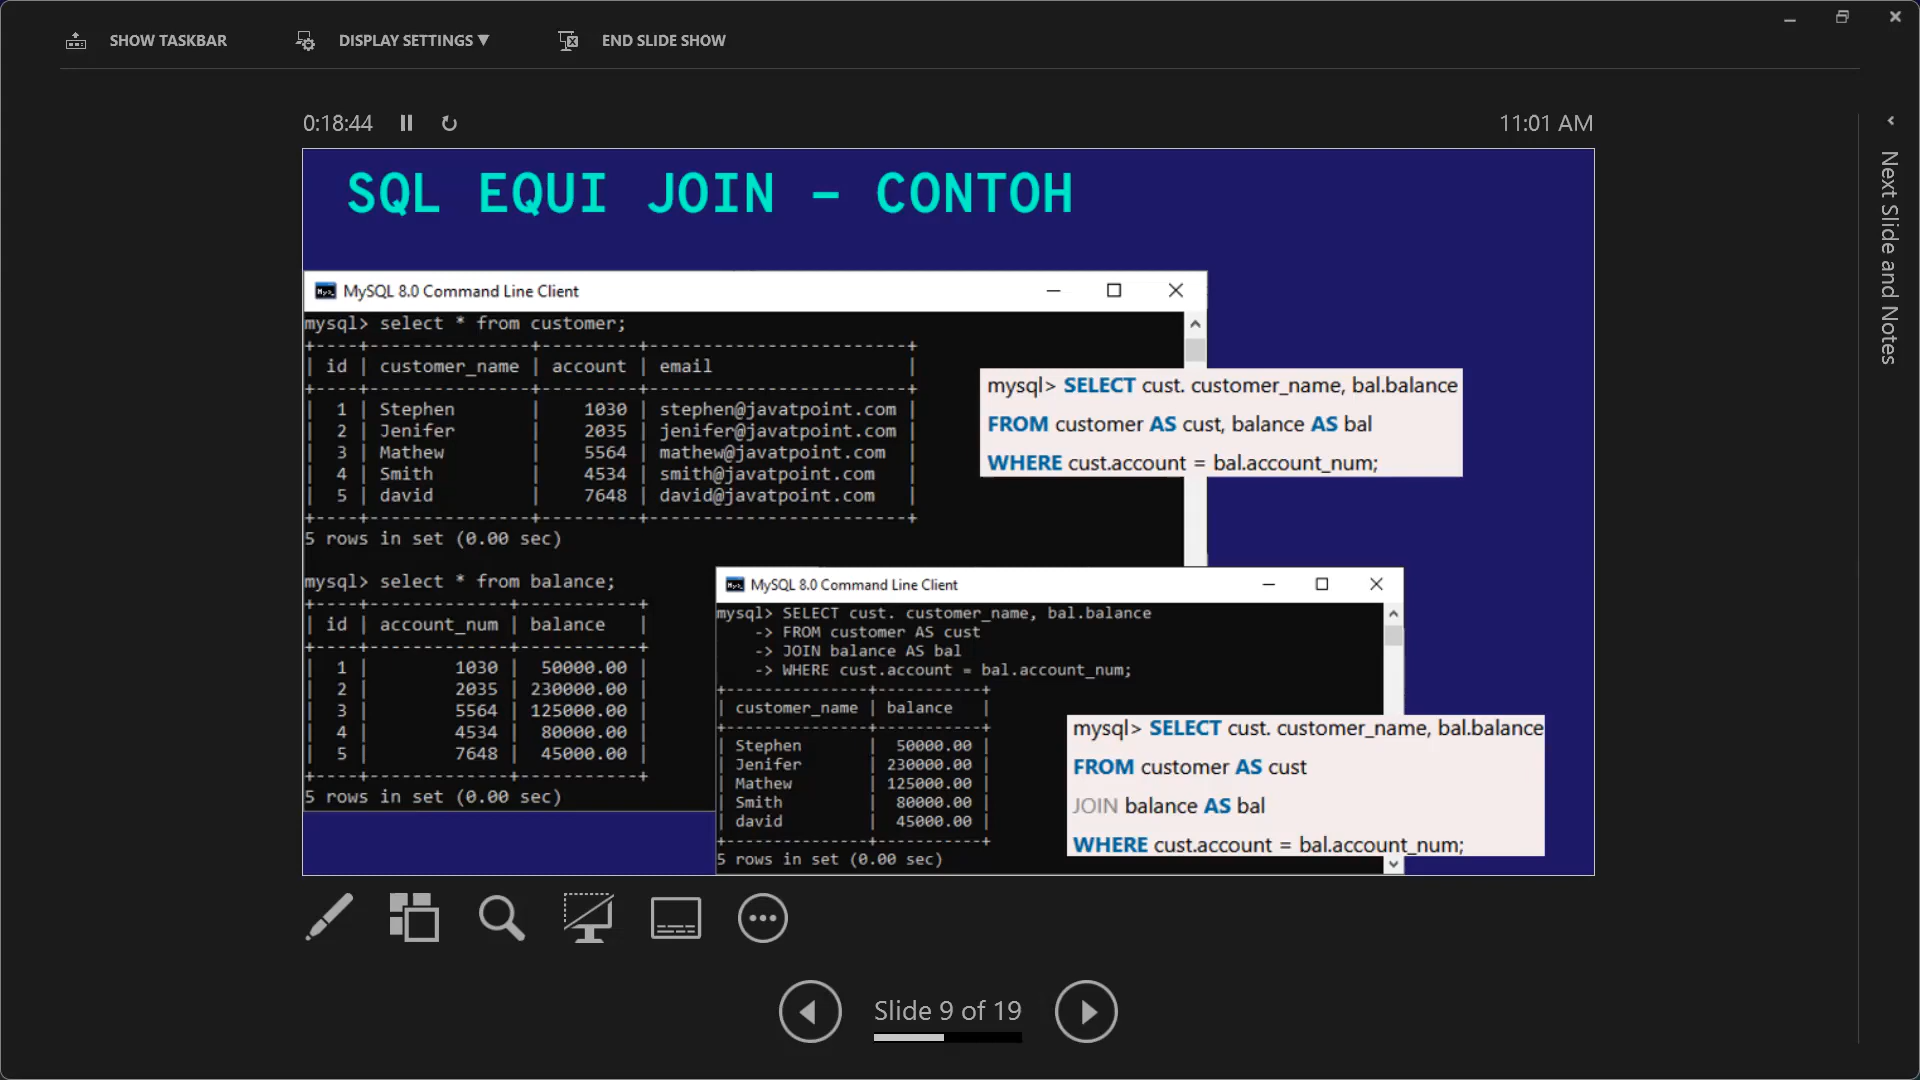 SHOW TASKBAR
DISPLAY SETTINGS ▼
END SLIDE SHOW
0:18:44
11:01 AM
SQL EQUI JOIN - CONTOH
MySQL 8.0 Command Line Client
mysql> select * from customer;
+----+---------------+---------+------------------------+
| id | customer_name | account | email                  |
+----+---------------+---------+------------------------+
|  1 | Stephen       |    1030 | stephen@javatpoint.com |
|  2 | Jenifer       |    2035 | jenifer@javatpoint.com |
|  3 | Mathew        |    5564 | mathew@javatpoint.com  |
|  4 | Smith         |    4534 | smith@javatpoint.com   |
|  5 | david         |    7648 | david@javatpoint.com   |
+----+---------------+---------+------------------------+
5 rows in set (0.00 sec)
mysql> SELECT cust. customer_name, bal.balance
FROM customer AS cust, balance AS bal
WHERE cust.account = bal.account_num;
mysql> select * from balance;
+----+-------------+-----------+
| id | account_num | balance   |
+----+-------------+-----------+
|  1 |        1030 |  50000.00 |
|  2 |        2035 | 230000.00 |
|  3 |        5564 | 125000.00 |
|  4 |        4534 |  80000.00 |
|  5 |        7648 |  45000.00 |
+----+-------------+-----------+
5 rows in set (0.00 sec)
MySQL 8.0 Command Line Client
mysql> SELECT cust. customer_name, bal.balance
-> FROM customer AS cust
-> JOIN balance AS bal
-> WHERE cust.account = bal.account_num;
+---------------+-----------+
| customer_name | balance   |
+---------------+-----------+
| Stephen       |  50000.00 |
| Jenifer       | 230000.00 |
| Mathew        | 125000.00 |
| Smith         |  80000.00 |
| david         |  45000.00 |
+---------------+-----------+
5 rows in set (0.00 sec)
mysql> SELECT cust. customer_name, bal.balance
FROM customer AS cust
JOIN balance AS bal
WHERE cust.account = bal.account_num;
Slide 9 of 19
Next Slide and Notes